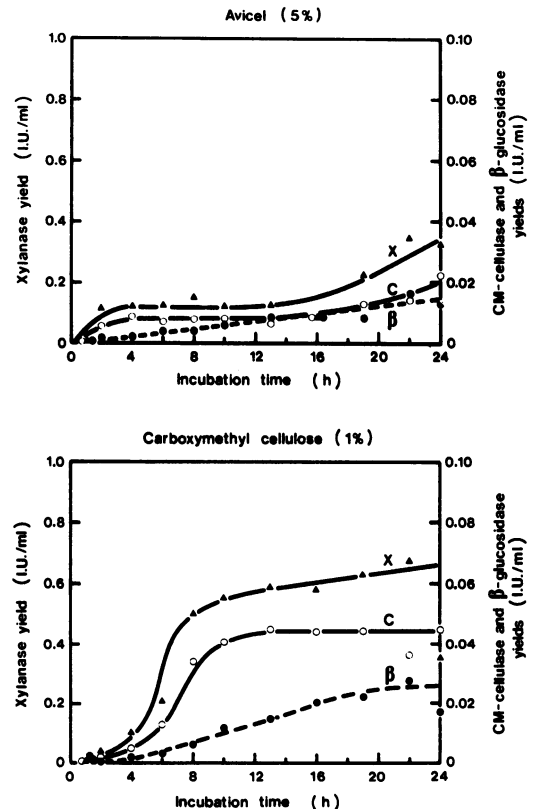 Avicel (5%)
Xylanase yield (I.U./ml)
1.0
0.8
0.6
0.4
0.2
0
0.10
0.08
0.06
0.04
0.02
0
CM-cellulase and β-glucosidase
yields (I.U./ml)
X
C
β
0 4 8 12 16 20 24
Incubation time (h)
Carboxymethyl cellulose (1%)
Xylanase yield (I.U./ml)
1.0
0.8
0.6
0.4
0.2
0
0.10
0.08
0.06
0.04
0.02
0
CM-cellulase and β-glucosidase
yields (I.U./ml)
X
C
β
0 4 8 12 16 20 24
Incubation time (h)